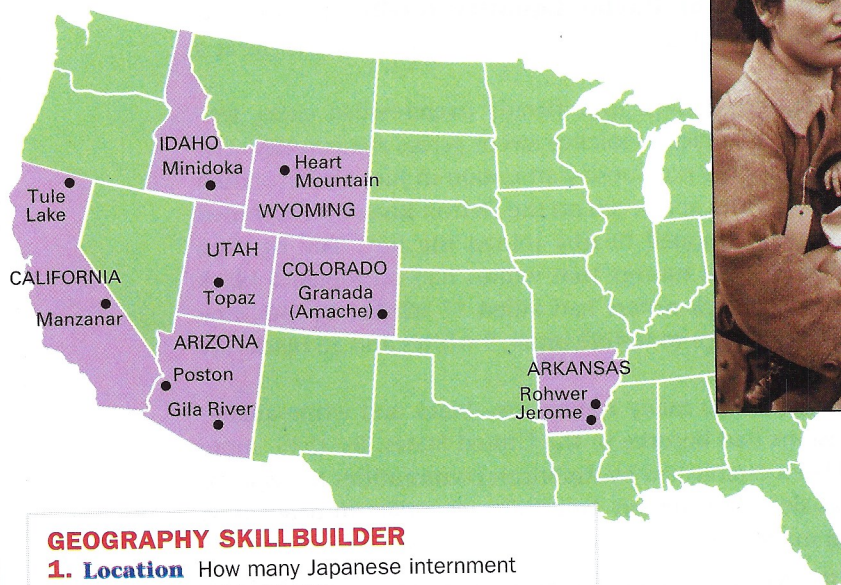 IDAHO
Minidoka
Heart
Mountain
WYOMING
Tule
Lake
UTAH
Topaz
COLORADO
Granada
(Amache)
CALIFORNIA
Manzanar
ARIZONA
Poston
Gila River
ARKANSAS
Rohwer
Jerome
GEOGRAPHY SKILLBUILDER
1. Location How many Japanese internment